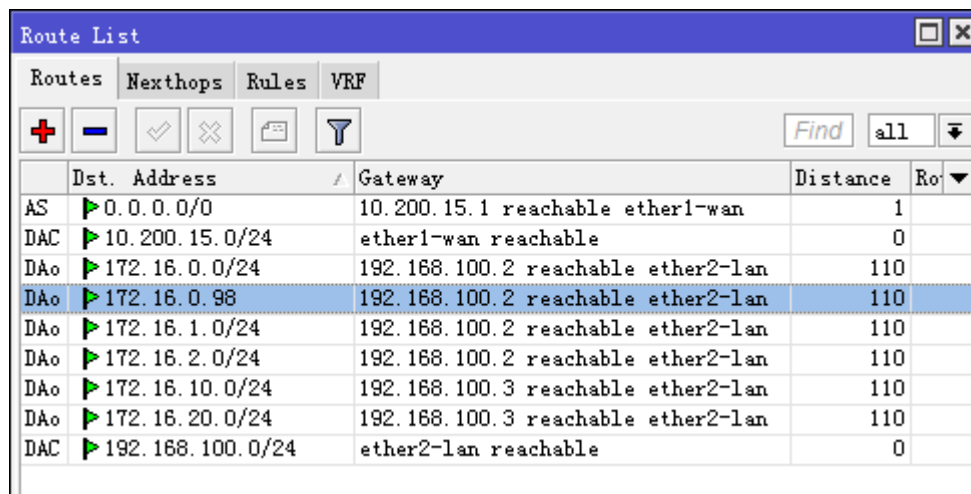 Route List
Routes Nexthops Rules VRF
Find all
Dst. Address Gateway Distance
AS 0.0.0.0/0 10.200.15.1 reachable ether1-wan 1
DAC 10.200.15.0/24 ether1-wan reachable 0
DAo 172.16.0.0/24 192.168.100.2 reachable ether2-lan 110
DAo 172.16.0.98 192.168.100.2 reachable ether2-lan 110
DAo 172.16.1.0/24 192.168.100.2 reachable ether2-lan 110
DAo 172.16.2.0/24 192.168.100.2 reachable ether2-lan 110
DAo 172.16.10.0/24 192.168.100.3 reachable ether2-lan 110
DAo 172.16.20.0/24 192.168.100.3 reachable ether2-lan 110
DAC 192.168.100.0/24 ether2-lan reachable 0